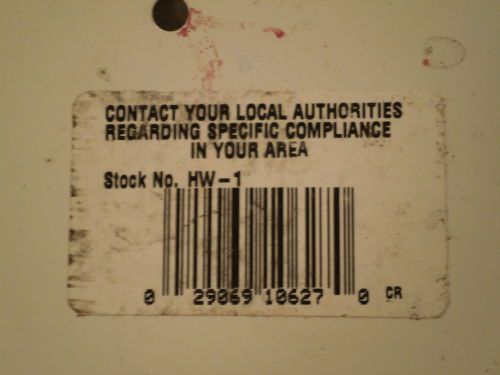 CONTACT YOUR LOCAL AUTHORITIES
REGARDING SPECIFIC COMPLIANCE
IN YOUR AREA
Stock No. HW-1
0 29069 10627 0 CR